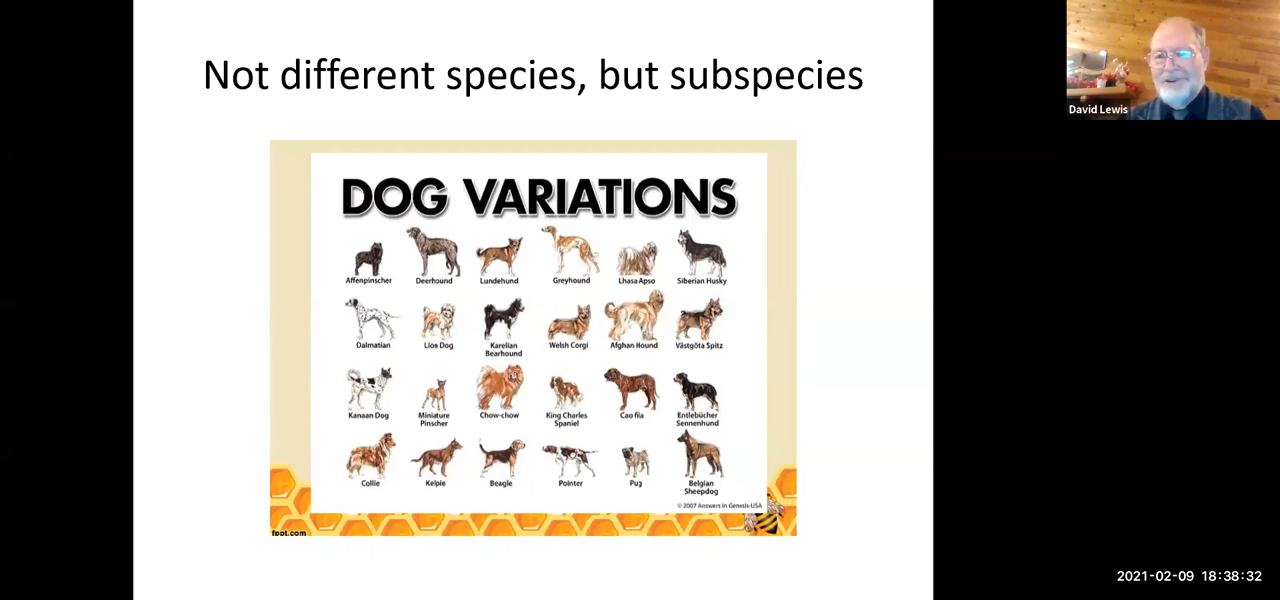 Not different species, but subspecies
David Lewis
DOG VARIATIONS
Affenpinscher Deerhound Lundehund Greyhound Lhasa Apso Siberian Husky
Dalmatian Lios Dog Karelian Bearhound Welsh Corgi Afghan Hound Västgöta Spitz
Kanaan Dog Miniature Pinscher Chow-chow King Charles Spaniel Cao fila Entlebücher Sennenhund
Collie Kelpie Beagle Pointer Pug Belgian Sheepdog
© 2007 Answers in Genesis-USA
fppt.com
2021-02-09 18:38:32